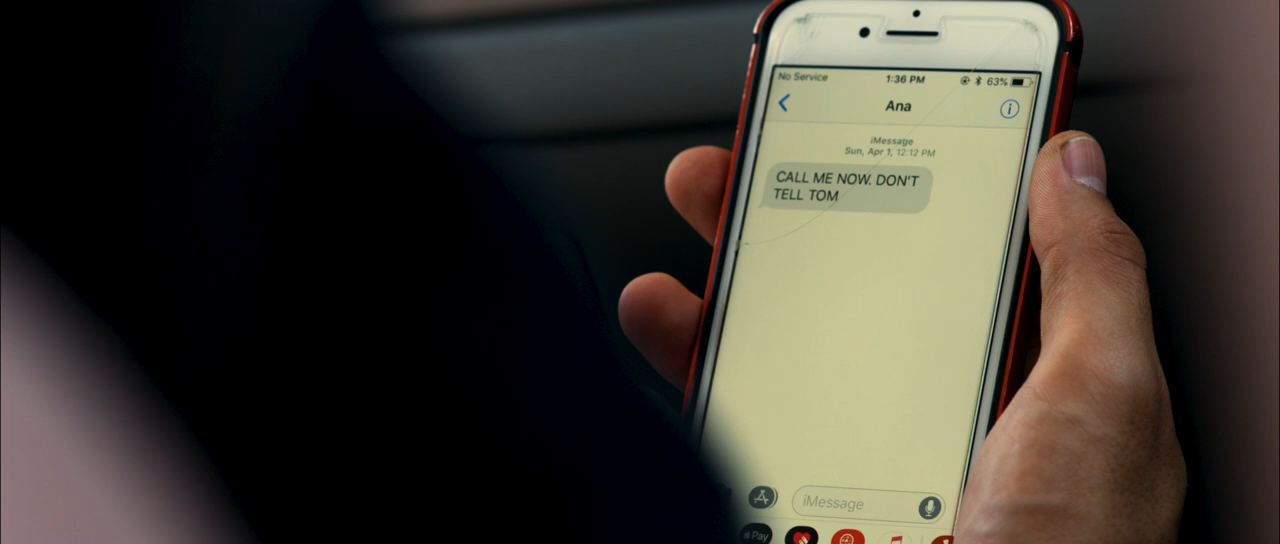 No Service 1:36 PM 63%
Ana
iMessage
Sun, Apr 1, 12:12 PM
CALL ME NOW. DON'T
TELL TOM
iMessage
Pay